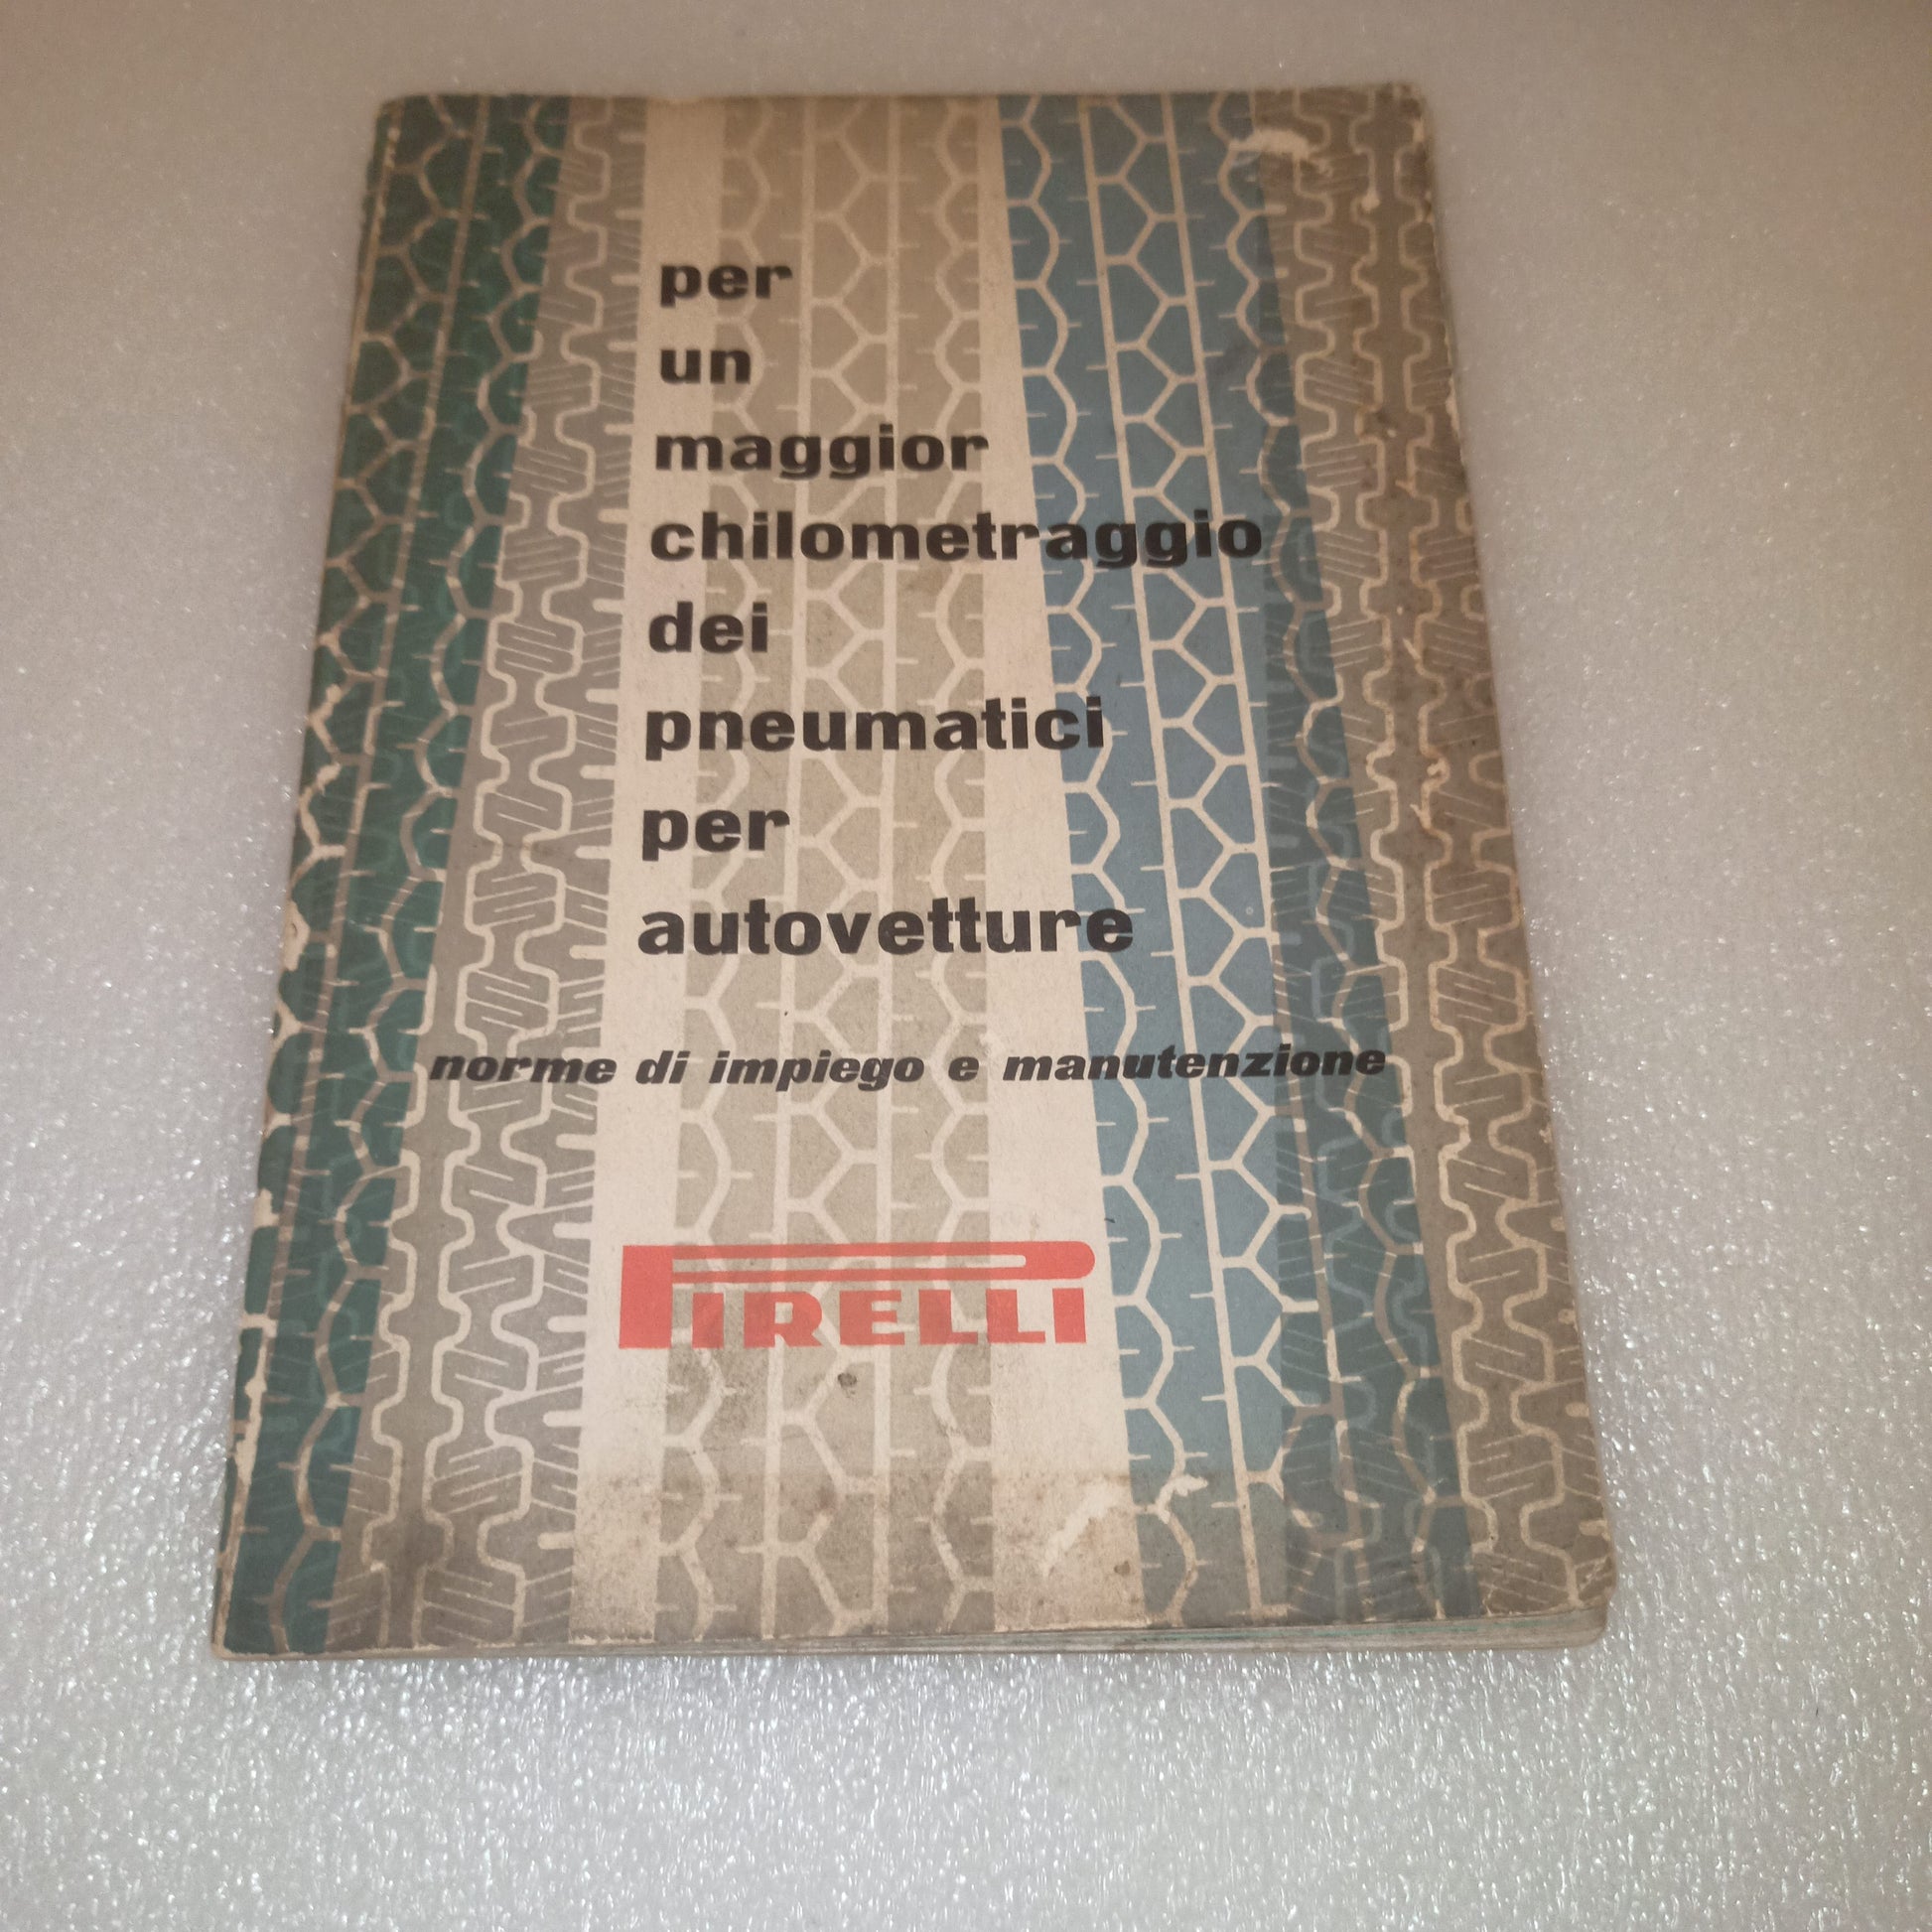 per
un
maggior
chilometraggio
dei
pneumatici
per
autovetture
norme di impiego e manutenzione
PIRELLI